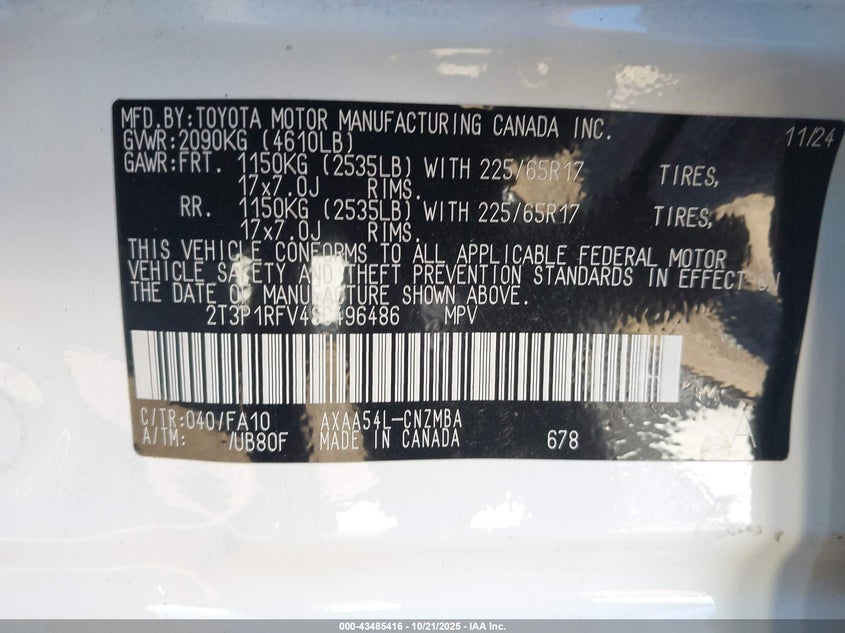 MFD.BY:TOYOTA MOTOR MANUFACTURING CANADA INC. 11/24
GVWR:2090KG (4610LB)
GAWR:FRT. 1150KG (2535LB) WITH 225/65R17 TIRES,
17x7.0J RIMS.
RR. 1150KG (2535LB) WITH 225/65R17 TIRES,
17x7.0J RIMS.
THIS VEHICLE CONFORMS TO ALL APPLICABLE FEDERAL MOTOR
VEHICLE SAFETY AND THEFT PREVENTION STANDARDS IN EFFECT ON
THE DATE OF MANUFACTURE SHOWN ABOVE.
MPV
C/TR:040/FA10 AXAA54L-CNZMBA
A/TM: -/UB80F MADE IN CANADA 678 A
000-43485416 - 10/21/2025 - IAA Inc.